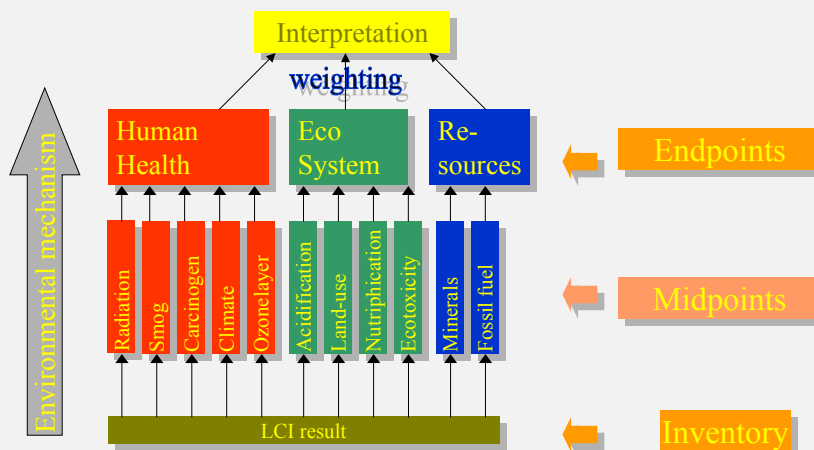 Interpretation
weighting
Human
Health
Eco
System
Re-
sources
Endpoints
Environmental mechanism
Radiation
Smog
Carcinogen
Climate
Ozonelayer
Acidification
Land-use
Nutriphication
Ecotoxicity
Minerals
Fossil fuel
Midpoints
LCI result
Inventory